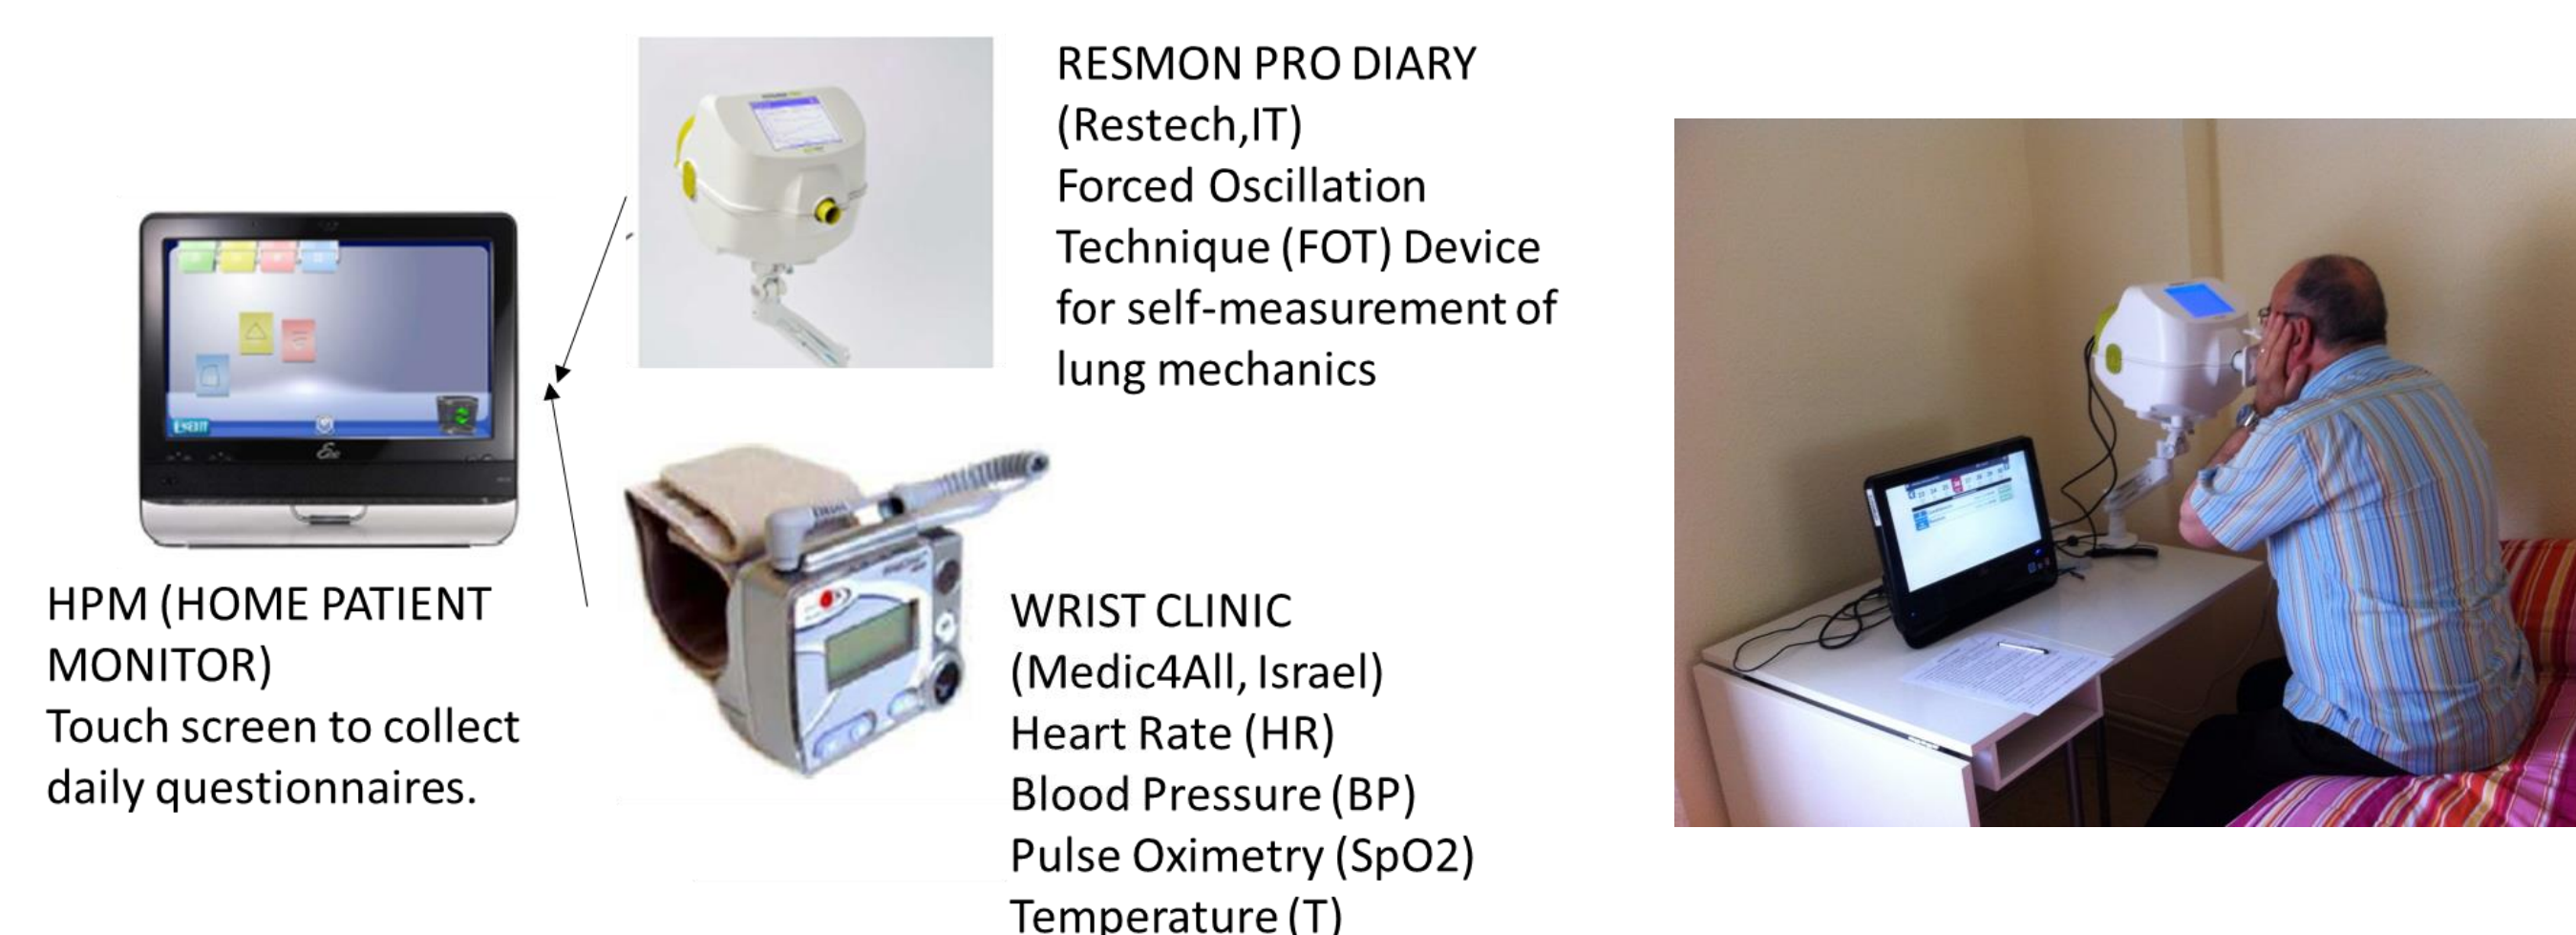 RESMON PRO DIARY
(Restech,IT)
Forced Oscillation
Technique (FOT) Device
for self-measurement of
lung mechanics
HPM (HOME PATIENT
MONITOR)
Touch screen to collect
daily questionnaires.
WRIST CLINIC
(Medic4All, Israel)
Heart Rate (HR)
Blood Pressure (BP)
Pulse Oximetry (SpO2)
Temperature (T)